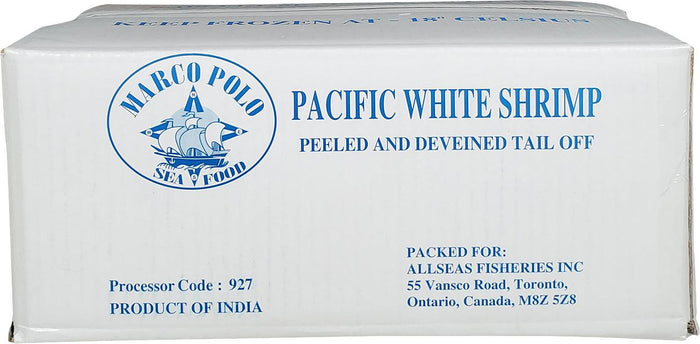 KEEP FROZEN AT - 18° CELSIUS
MARCO POLO
SEA FOOD
PACIFIC WHITE SHRIMP
PEELED AND DEVEINED TAIL OFF
Processor Code : 927
PRODUCT OF INDIA
PACKED FOR:
ALLSEAS FISHERIES INC
55 Vansco Road, Toronto,
Ontario, Canada, M8Z 5Z8